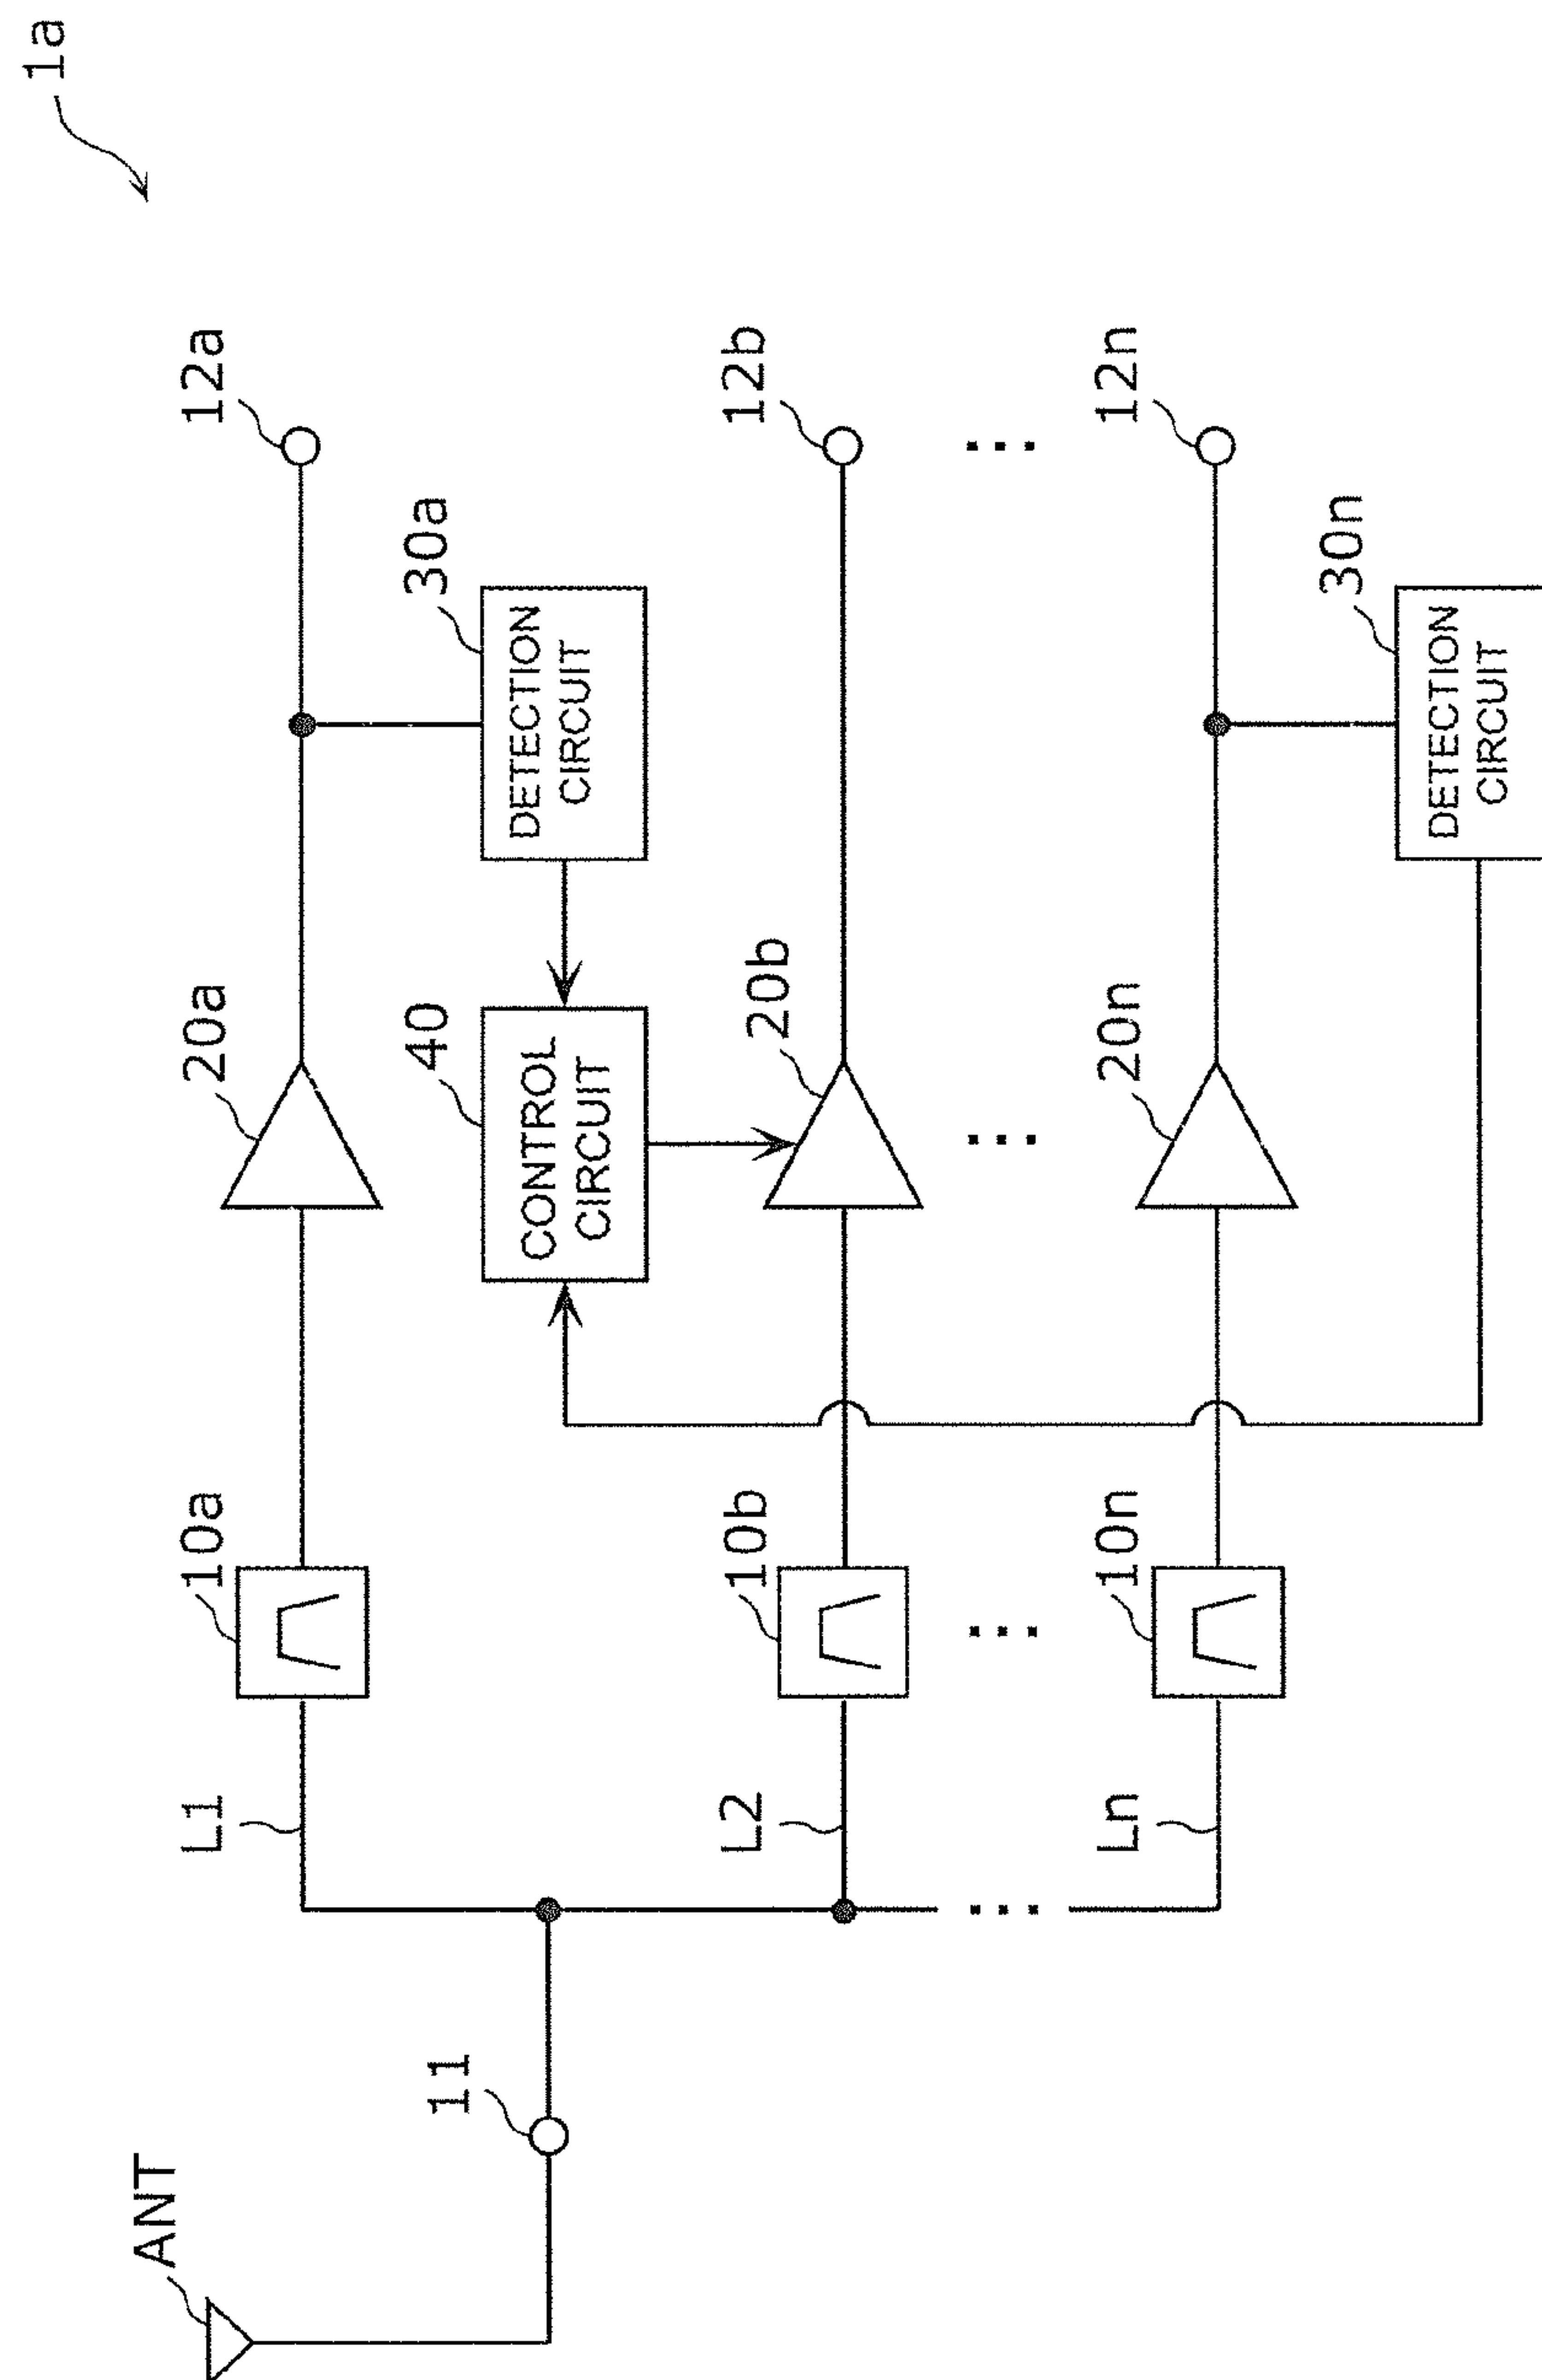 1a
ANT
11
L1
10a
20a
12a
30a
DETECTION
CIRCUIT
40
CONTROL
CIRCUIT
L2
10b
20b
12b
Ln
10n
20n
12n
30n
DETECTION
CIRCUIT